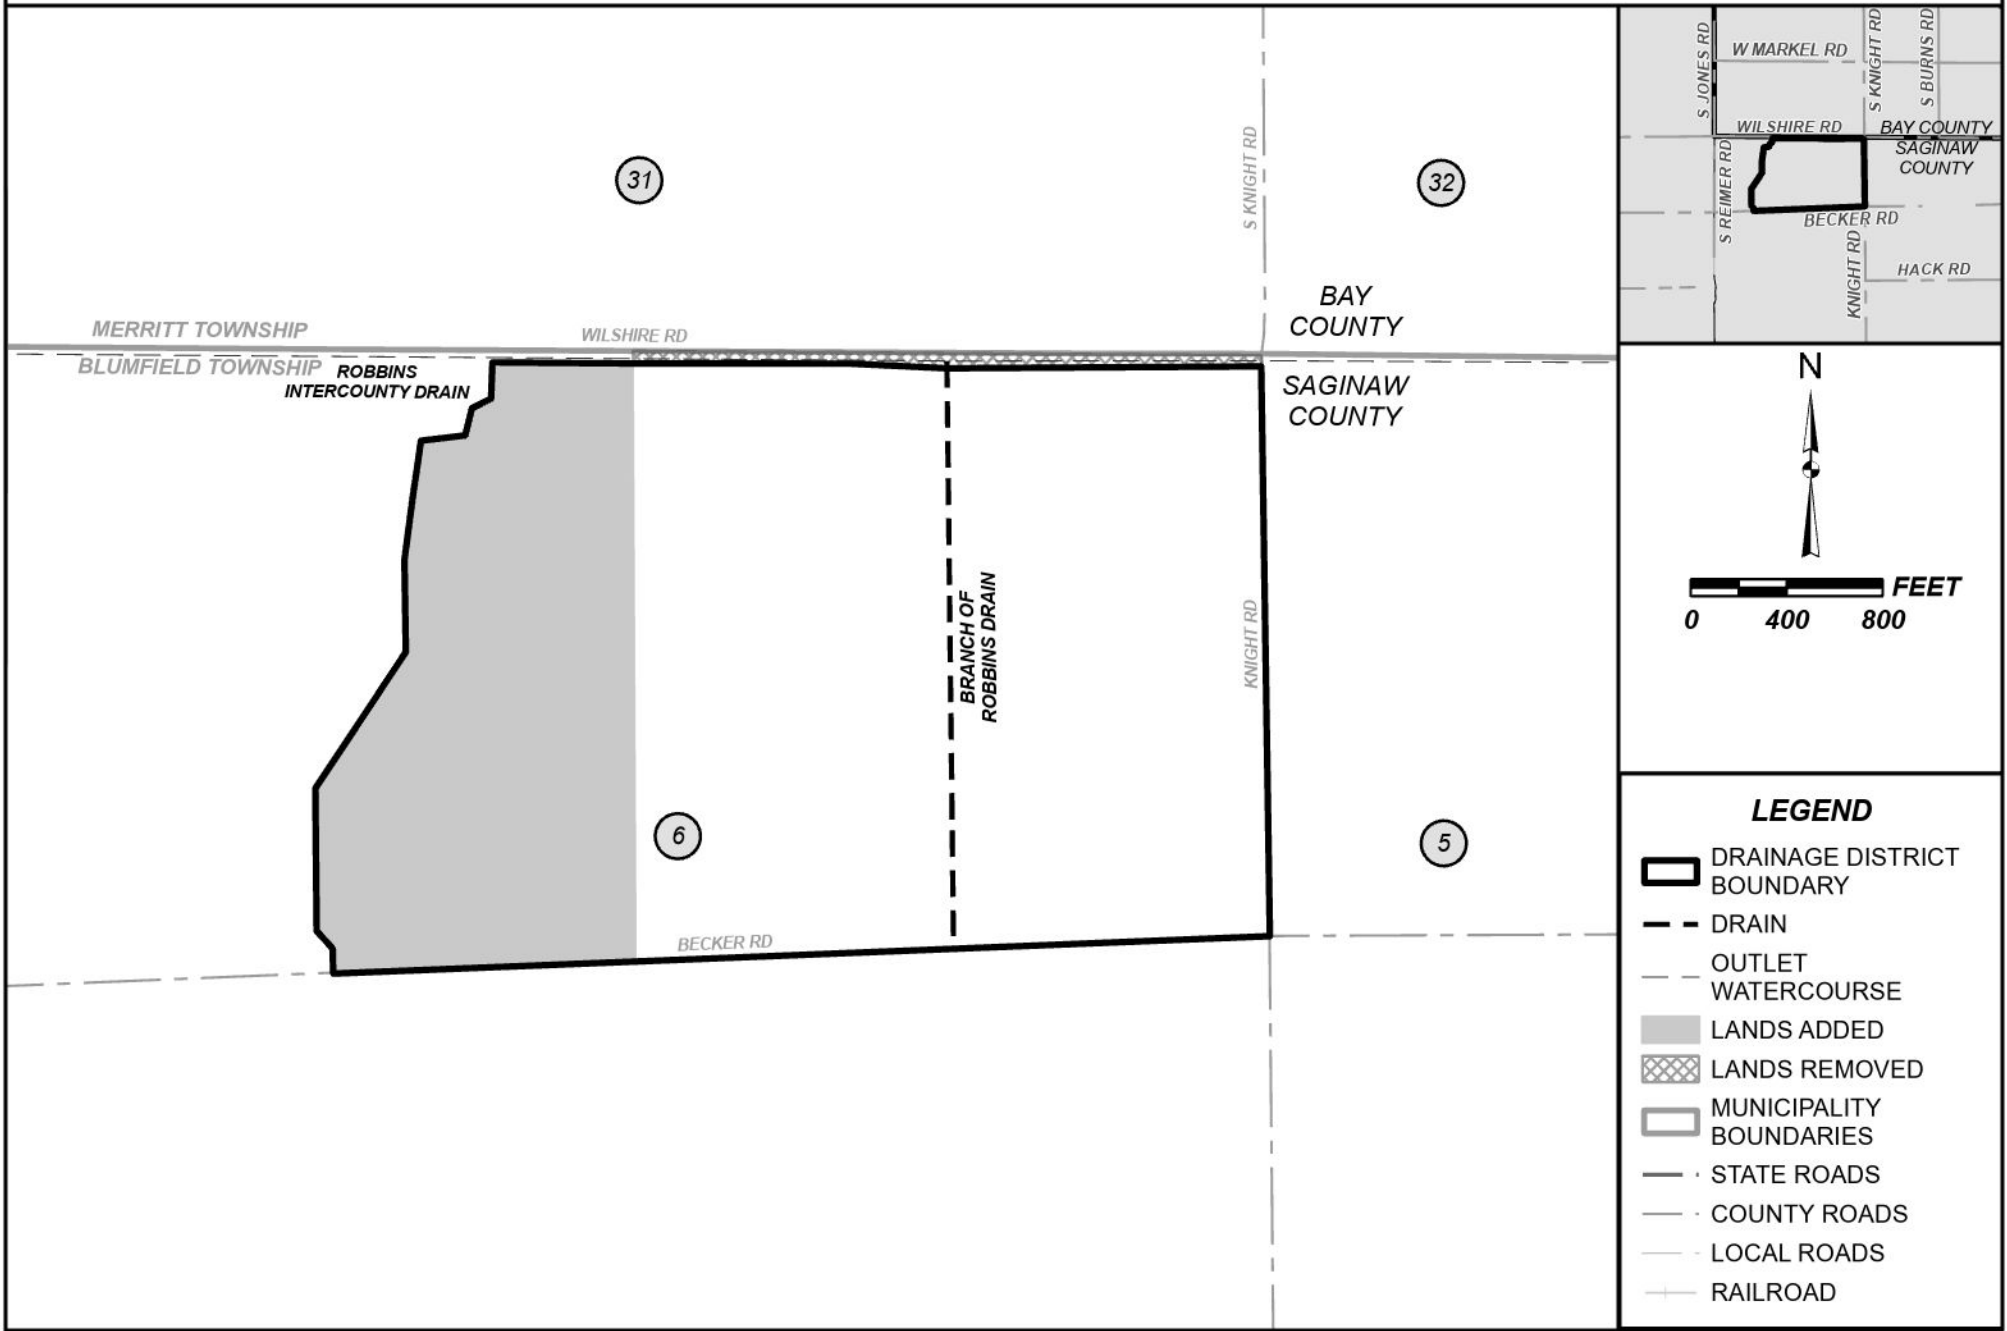 31
32
S KNIGHT RD
BAY
COUNTY
MERRITT TOWNSHIP
WILSHIRE RD
BLUMFIELD TOWNSHIP
ROBBINS
INTERCOUNTY DRAIN
SAGINAW
COUNTY
BRANCH OF
ROBBINS DRAIN
KNIGHT RD
6
5
BECKER RD
S JONES RD
W MARKEL RD
S KNIGHT RD
S BURNS RD
WILSHIRE RD
BAY COUNTY
SAGINAW
COUNTY
S REIMER RD
BECKER RD
KNIGHT RD
HACK RD
N
FEET
0 400 800
LEGEND
DRAINAGE DISTRICT
BOUNDARY
DRAIN
OUTLET
WATERCOURSE
LANDS ADDED
LANDS REMOVED
MUNICIPALITY
BOUNDARIES
STATE ROADS
COUNTY ROADS
LOCAL ROADS
RAILROAD